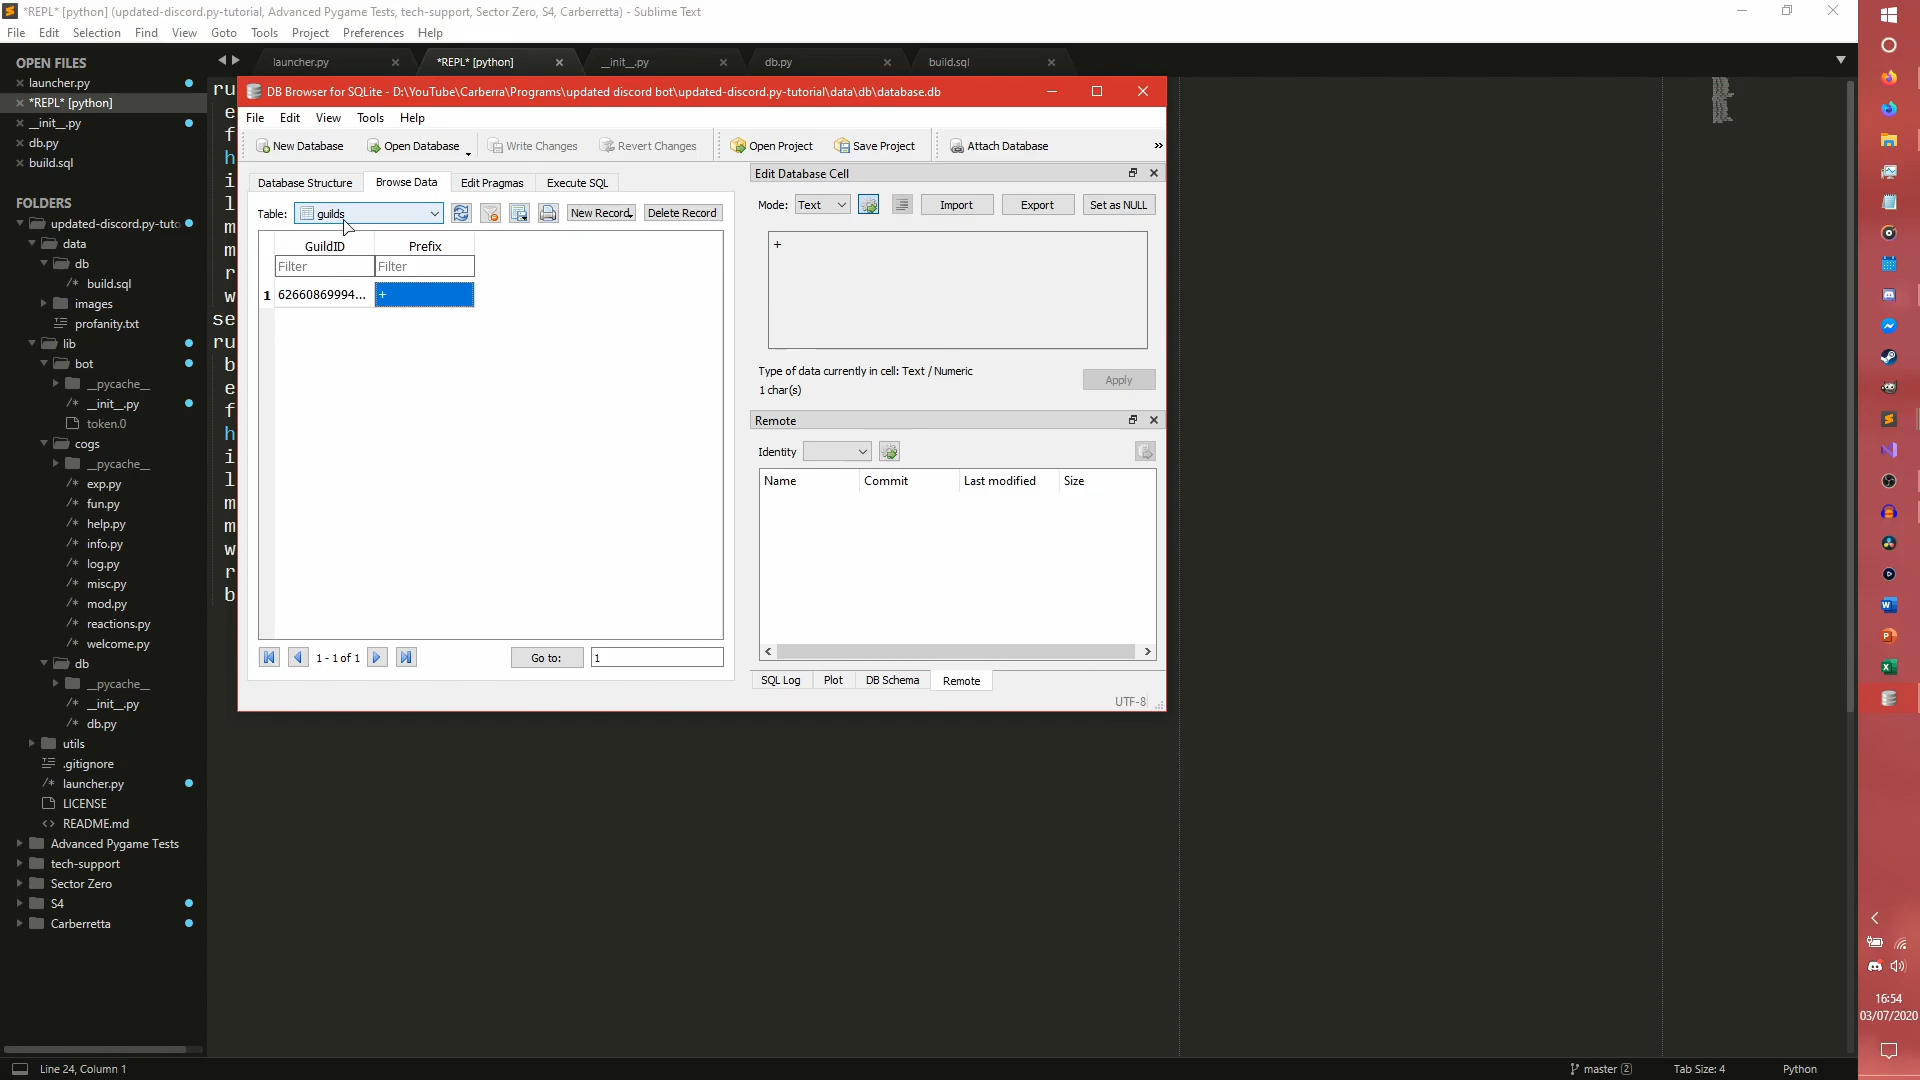 *REPL* [python] (updated-discord.py-tutorial, Advanced Pygame Tests, tech-support, Sector Zero, S4, Carberretta) - Sublime Text
File Edit Selection Find View Goto Tools Project Preferences Help
OPEN FILES
launcher.py
*REPL* [python]
__init__.py
db.py
build.sql
FOLDERS
updated-discord.py-tuto
data
db
build.sql
images
profanity.txt
lib
bot
__pycache__
__init__.py
token.0
cogs
__pycache__
exp.py
fun.py
help.py
info.py
log.py
misc.py
mod.py
reactions.py
welcome.py
db
__pycache__
__init__.py
db.py
utils
.gitignore
launcher.py
LICENSE
README.md
Advanced Pygame Tests
tech-support
Sector Zero
S4
Carberretta
launcher.py *REPL* [python] __init__.py db.py build.sql
ru
e
f
h
i
l
m
m
r
w
se
ru
b
e
f
h
i
l
m
m
w
r
b
DB Browser for SQLite - D:\YouTube\Carberra\Programs\updated discord bot\updated-discord.py-tutorial\data\db\database.db
File Edit View Tools Help
New Database Open Database Write Changes Revert Changes Open Project Save Project Attach Database »
Database Structure Browse Data Edit Pragmas Execute SQL
Table: guilds New Record Delete Record
GuildID Prefix
Filter Filter
1 62660869994... +
1 - 1 of 1 Go to: 1
Edit Database Cell
Mode: Text Import Export Set as NULL
+
Type of data currently in cell: Text / Numeric
1 char(s)
Apply
Remote
Identity
Name Commit Last modified Size
SQL Log Plot DB Schema Remote
UTF-8
16:54
03/07/2020
Line 24, Column 1 master 2 Tab Size: 4 Python